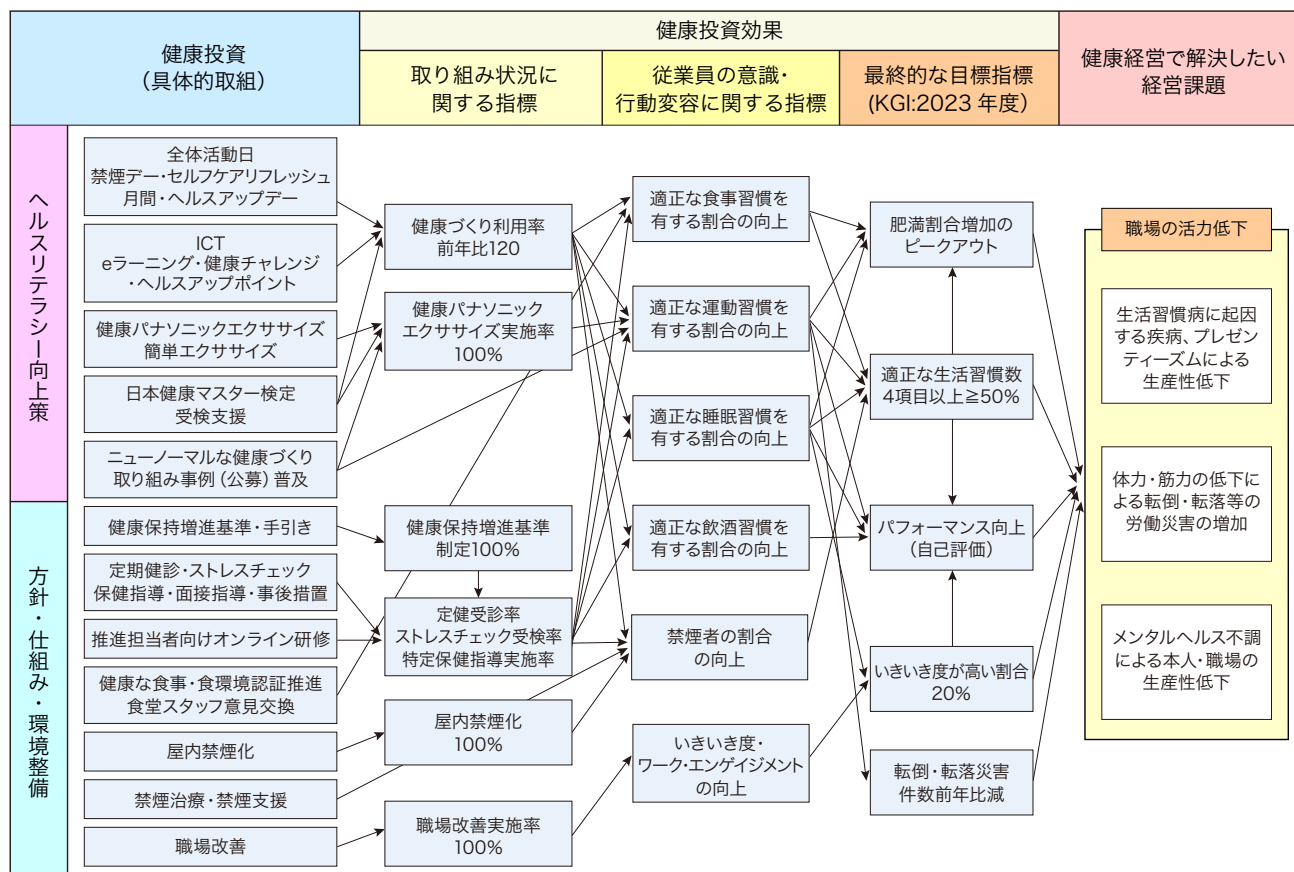 健康投資
（具体的取組）
健康投資効果
取り組み状況に
関する指標
従業員の意識・
行動変容に関する指標
最終的な目標指標
(KGI:2023 年度）
健康経営で解決したい
経営課題
ヘルスリテラシー向上策
方針・仕組み・環境整備
全体活動日
禁煙デー・セルフケアリフレッシュ
月間・ヘルスアップデー
ICT
eラーニング・健康チャレンジ
・ヘルスアップポイント
健康パナソニックエクササイズ
簡単エクササイズ
日本健康マスター検定
受検支援
ニューノーマルな健康づくり
取り組み事例（公募）普及
健康保持増進基準・手引き
定期健診・ストレスチェック
保健指導・面接指導・事後措置
推進担当者向けオンライン研修
健康な食事・食環境認証推進
食堂スタッフ意見交換
屋内禁煙化
禁煙治療・禁煙支援
職場改善
健康づくり利用率
前年比120
健康パナソニック
エクササイズ実施率
100%
健康保持増進基準
制定100%
定健受診率
ストレスチェック受検率
特定保健指導実施率
屋内禁煙化
100%
職場改善実施率
100%
適正な食事習慣を
有する割合の向上
適正な運動習慣を
有する割合の向上
適正な睡眠習慣を
有する割合の向上
適正な飲酒習慣を
有する割合の向上
禁煙者の割合
の向上
いきいき度・
ワーク・エンゲイジメント
の向上
肥満割合増加の
ピークアウト
適正な生活習慣数
4項目以上≧50%
パフォーマンス向上
（自己評価）
いきいき度が高い割合
20%
転倒・転落災害
件数前年比減
職場の活力低下
生活習慣病に起因
する疾病、プレゼン
ティーズムによる
生産性低下
体力・筋力の低下に
よる転倒・転落等の
労働災害の増加
メンタルヘルス不調
による本人・職場の
生産性低下